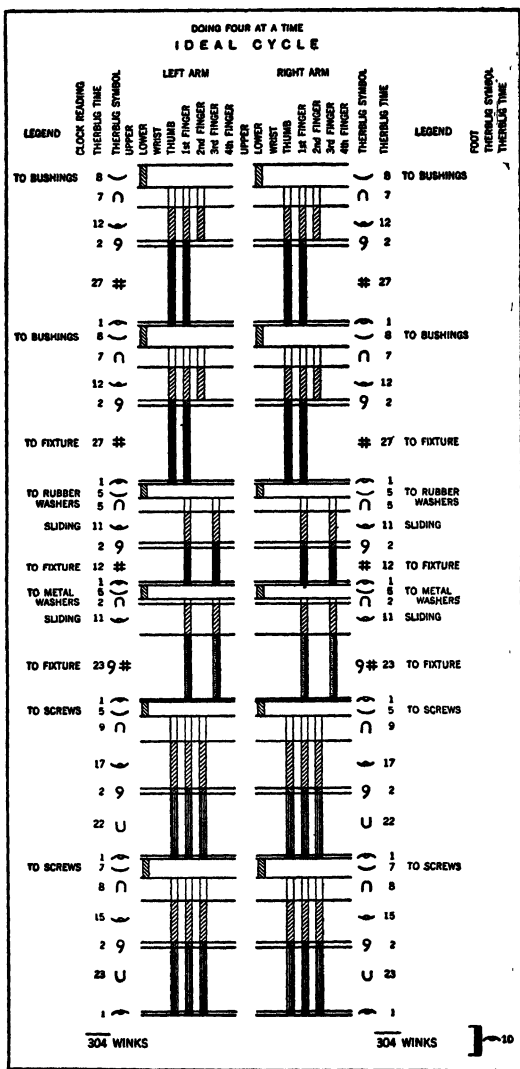 DOING FOUR AT A TIME
IDEAL CYCLE
LEFT ARM RIGHT ARM
LEGEND CLOCK READING THERBLIG TIME THERBLIG SYMBOL UPPER LOWER WRIST THUMB 1st FINGER 2nd FINGER 3rd FINGER 4th FINGER UPPER LOWER WRIST THUMB 1st FINGER 2nd FINGER 3rd FINGER 4th FINGER THERBLIG SYMBOL THERBLIG TIME LEGEND FOOT THERBLIG SYMBOL THERBLIG TIME
TO BUSHINGS 8 8 TO BUSHINGS
7 7
12 12
2 9 9 2
27 # # 27
1 1
TO BUSHINGS 8 8 TO BUSHINGS
7 7
12 12
2 9 9 2
TO FIXTURE 27 # # 27 TO FIXTURE
1 1
TO RUBBER 5 5 TO RUBBER
WASHERS 5 5 WASHERS
SLIDING 11 11 SLIDING
2 9 9 2
TO FIXTURE 12 # # 12 TO FIXTURE
1 1
TO METAL 6 6 TO METAL
WASHERS 2 2 WASHERS
SLIDING 11 11 SLIDING
TO FIXTURE 23 9 # 9 # 23 TO FIXTURE
1 1
TO SCREWS 5 5 TO SCREWS
9 9
17 17
2 9 9 2
22 U U 22
1 1
TO SCREWS 7 7 TO SCREWS
8 8
15 15
2 9 9 2
23 U U 23
1 1
304 WINKS 304 WINKS 10